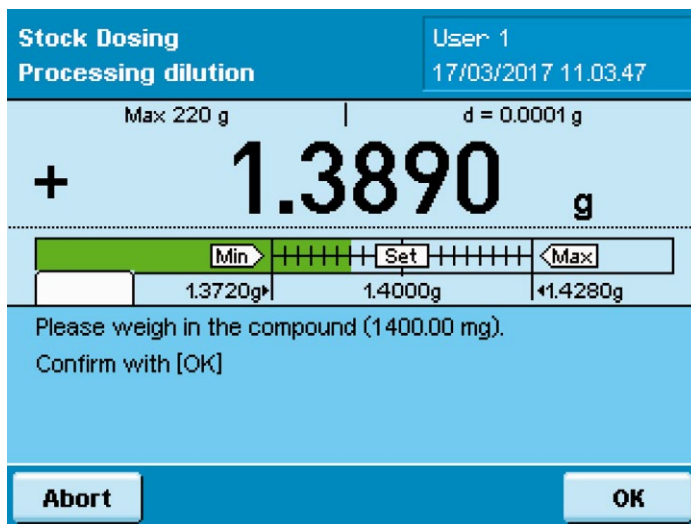 Stock Dosing
User 1
Processing dilution
17/03/2017 11.03.47
Max 220 g
d = 0.0001 g
+ 1.3890 g
Min Set Max
1.3720g 1.4000g 1.4280g
Please weigh in the compound (1400.00 mg).
Confirm with [OK]
Abort
OK